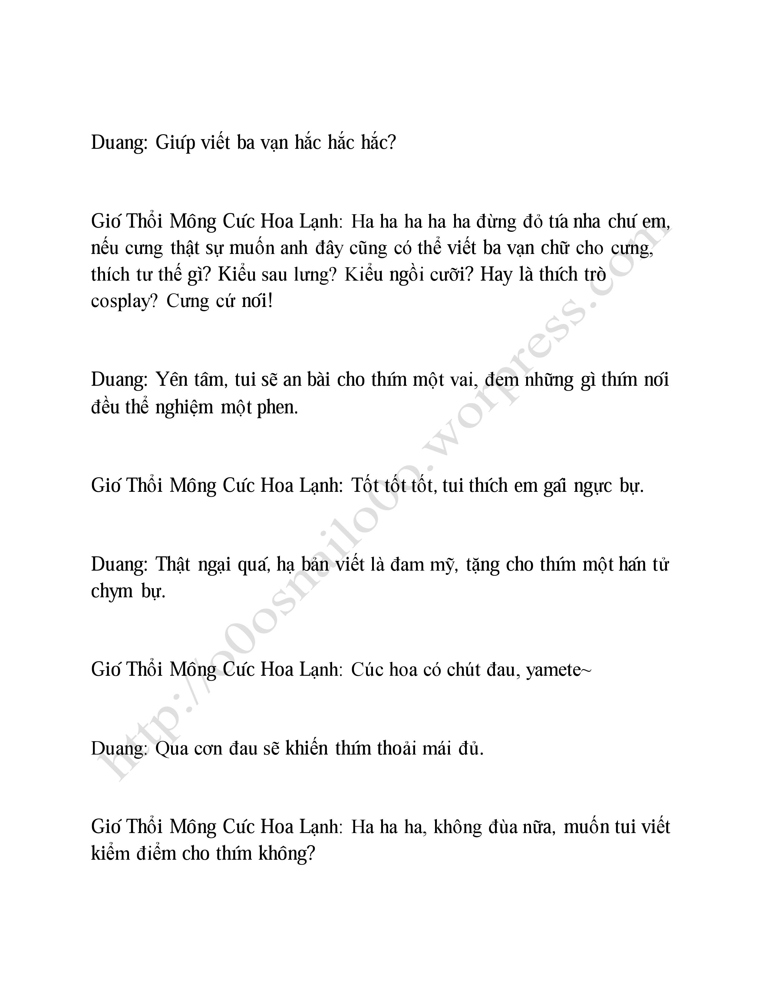 Duang: Giúp viết ba vạn hắc hắc hắc?
Gió Thổi Mông Cúc Hoa Lạnh: Ha ha ha ha ha đừng đỏ tía nha chú em,
nếu cưng thật sự muốn anh đây cũng có thể viết ba vạn chữ cho cưng,
thích tư thế gì? Kiểu sau lưng? Kiểu ngồi cưỡi? Hay là thích trò
cosplay? Cưng cứ nói!
Duang: Yên tâm, tui sẽ an bài cho thím một vai, đem những gì thím nói
đều thể nghiệm một phen.
Gió Thổi Mông Cúc Hoa Lạnh: Tốt tốt tốt, tui thích em gái ngực bự.
Duang: Thật ngại quá, hạ bản viết là đam mỹ, tặng cho thím một hán tử
chym bự.
Gió Thổi Mông Cúc Hoa Lạnh: Cúc hoa có chút đau, yamete~
Duang: Qua cơn đau sẽ khiến thím thoải mái đủ.
Gió Thổi Mông Cúc Hoa Lạnh: Ha ha ha, không đùa nữa, muốn tui viết
kiểm điểm cho thím không?
http://o0osnailo0o.worpress.com